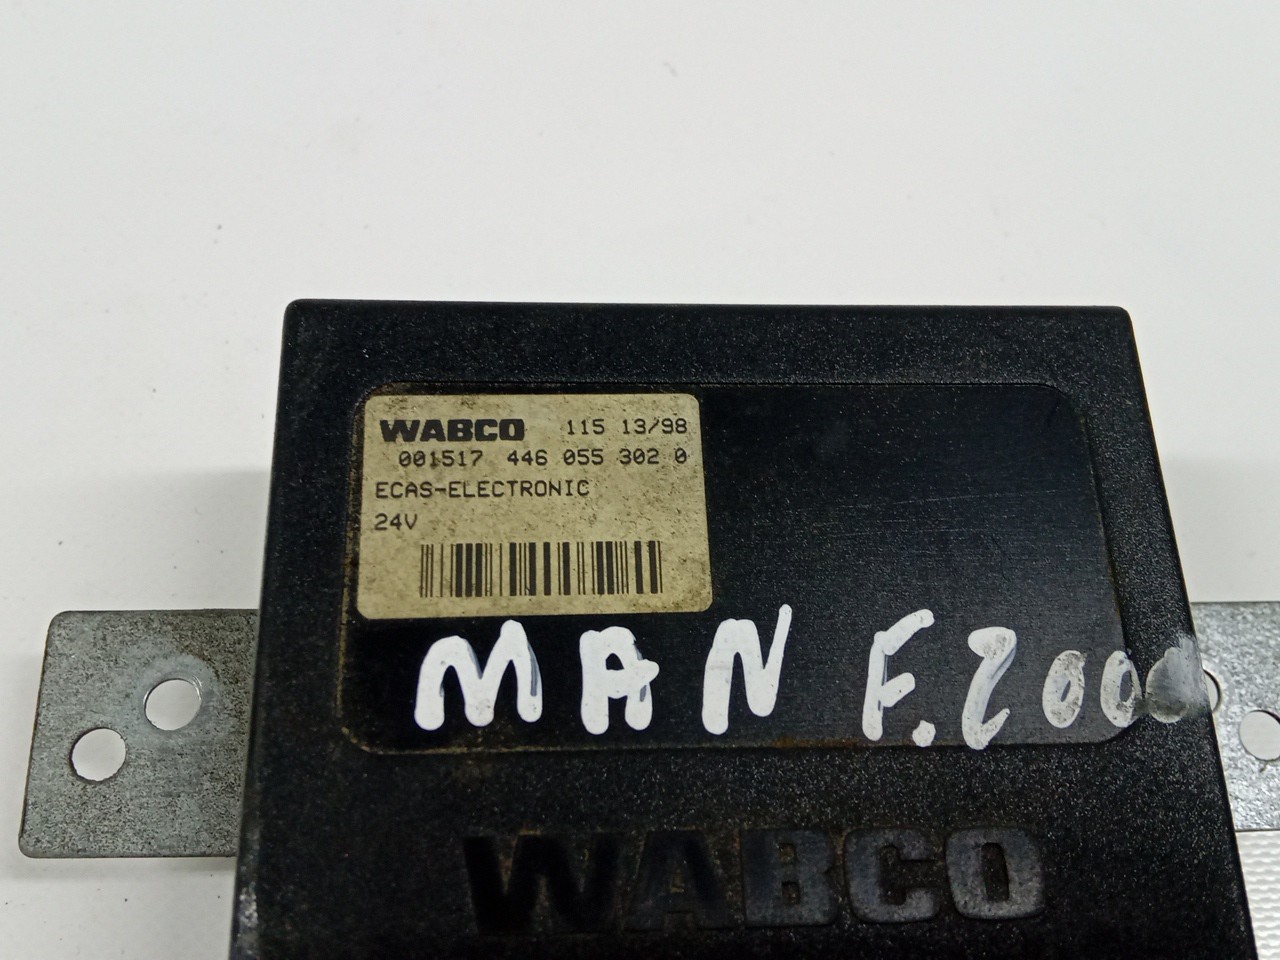 WABCO 115 13/98
001517 446 055 302 0
ECAS-ELECTRONIC
24V
MAN F.2000
WABCO